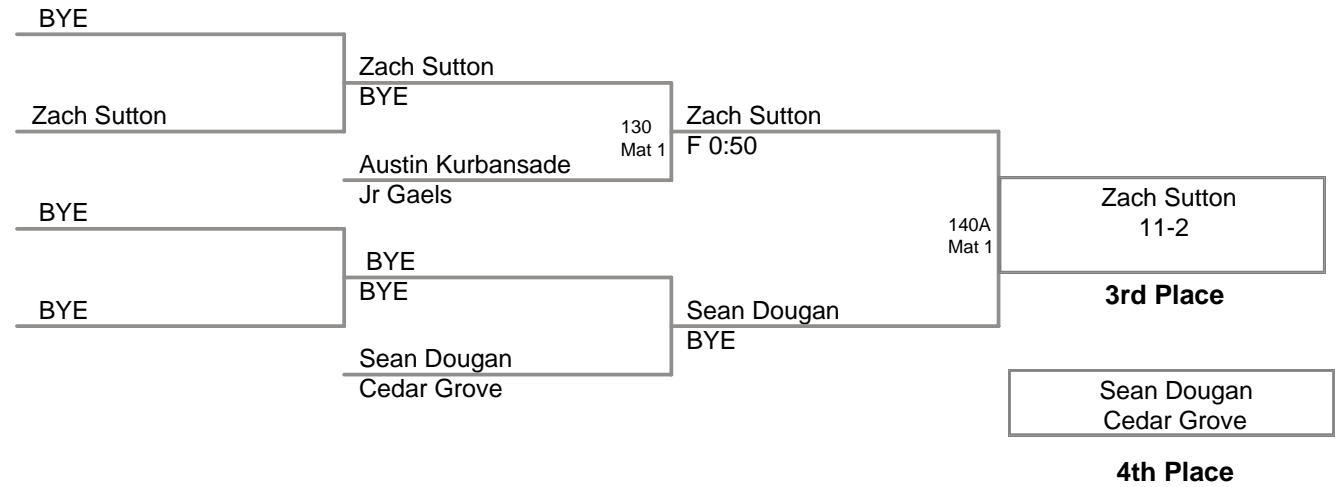 BYE
Zach Sutton
BYE
Zach Sutton
BYE
130
Mat 1
Zach Sutton
F 0:50
Austin Kurbansade
Jr Gaels
BYE
BYE
BYE
BYE
Sean Dougan
Cedar Grove
Sean Dougan
BYE
140A
Mat 1
Zach Sutton
11-2
3rd Place
Sean Dougan
Cedar Grove
4th Place